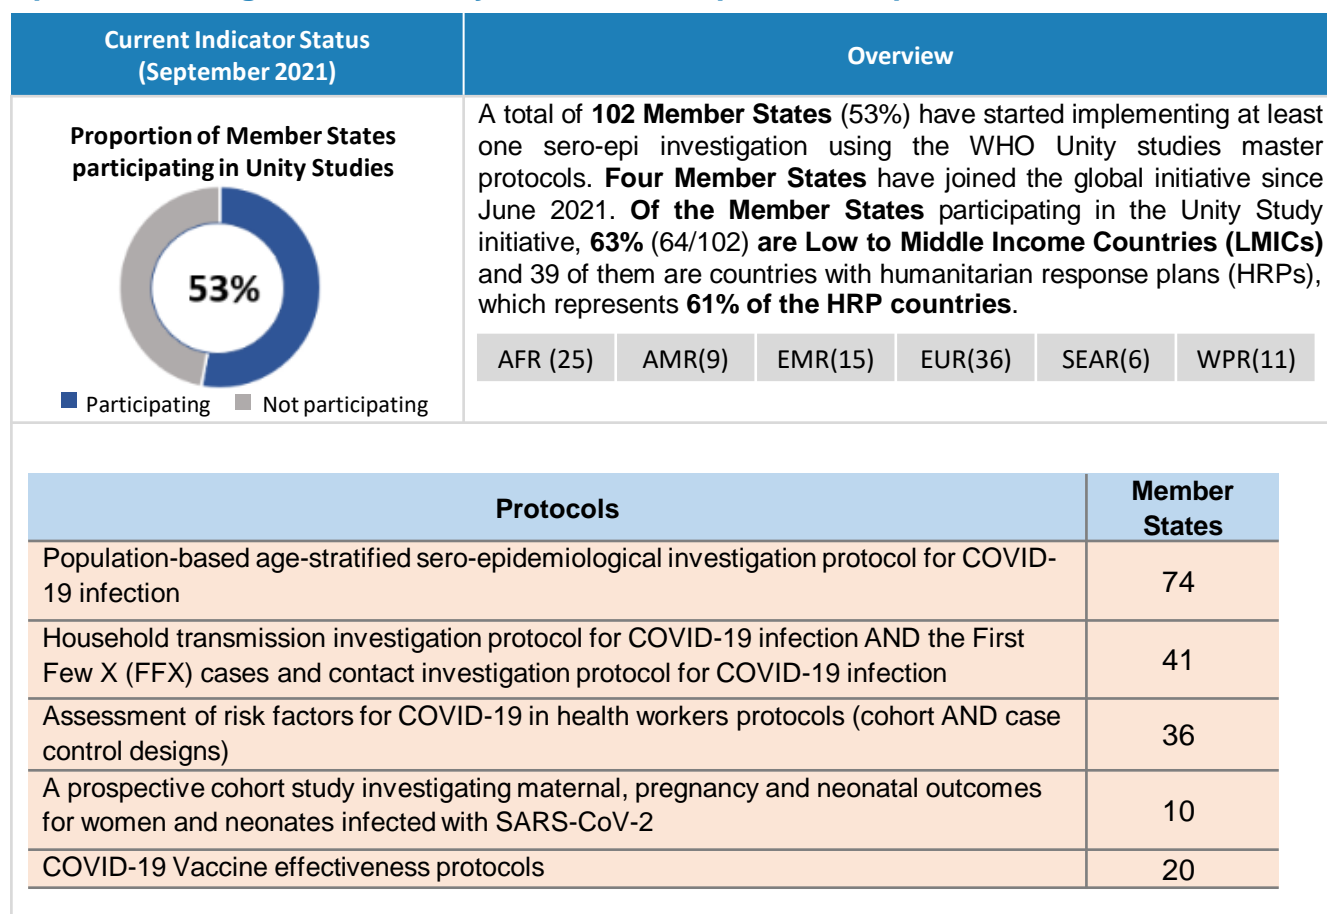 Current Indicator Status
(September 2021)
Overview
Proportion of Member States
participating in Unity Studies
53%
Participating
Not participating
A total of 102 Member States (53%) have started implementing at least
one sero-epi investigation using the WHO Unity studies master
protocols. Four Member States have joined the global initiative since
June 2021. Of the Member States participating in the Unity Study
initiative, 63% (64/102) are Low to Middle Income Countries (LMICs)
and 39 of them are countries with humanitarian response plans (HRPs),
which represents 61% of the HRP countries.
AFR (25)
AMR(9)
EMR(15)
EUR(36)
SEAR(6)
WPR(11)
Protocols
Member
States
Population-based age-stratified sero-epidemiological investigation protocol for COVID-
19 infection
74
Household transmission investigation protocol for COVID-19 infection AND the First
Few X (FFX) cases and contact investigation protocol for COVID-19 infection
41
Assessment of risk factors for COVID-19 in health workers protocols (cohort AND case
control designs)
36
A prospective cohort study investigating maternal, pregnancy and neonatal outcomes
for women and neonates infected with SARS-CoV-2
10
COVID-19 Vaccine effectiveness protocols
20